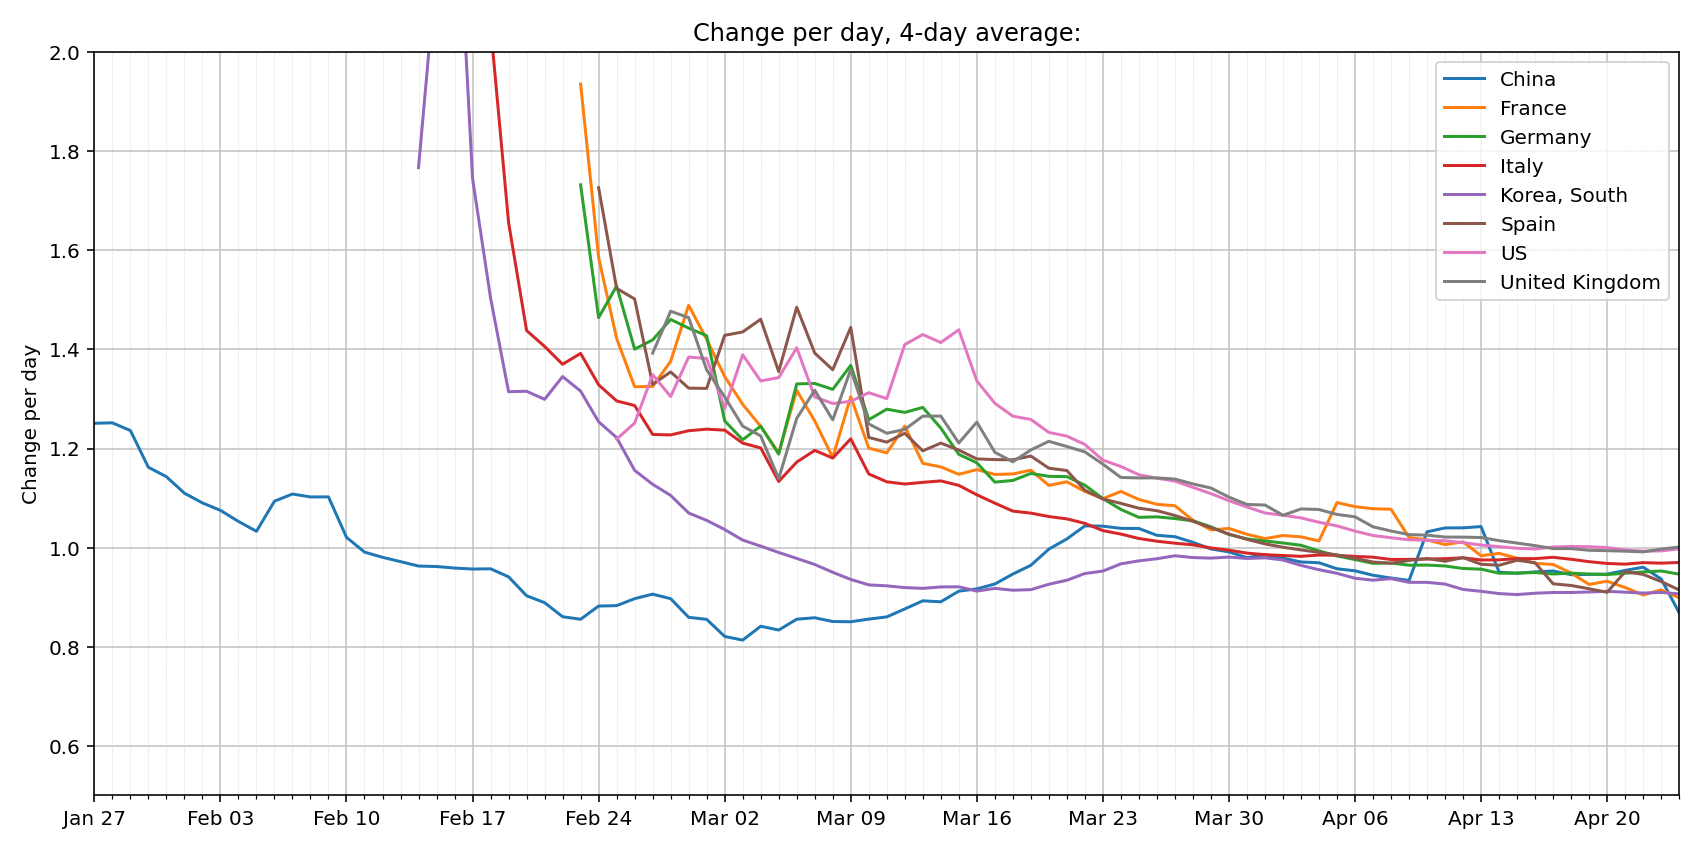 Change per day, 4-day average:
Change per day
2.0
1.8
1.6
1.4
1.2
1.0
0.8
0.6
China
France
Germany
Italy
Korea, South
Spain
US
United Kingdom
Jan 27 Feb 03 Feb 10 Feb 17 Feb 24 Mar 02 Mar 09 Mar 16 Mar 23 Mar 30 Apr 06 Apr 13 Apr 20